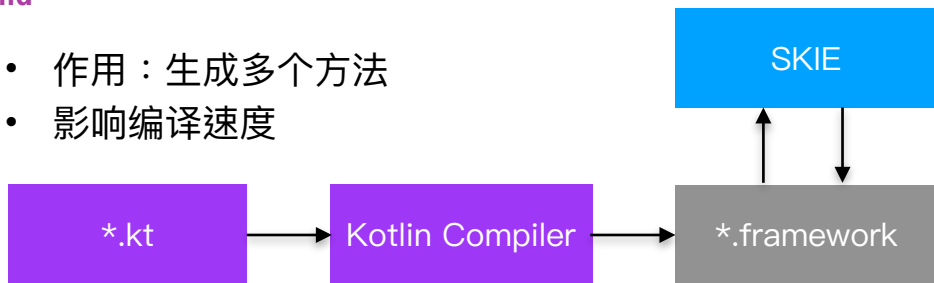 • 作用：生成多个方法
• 影响编译速度
SKIE
*.kt
Kotlin Compiler
*.framework